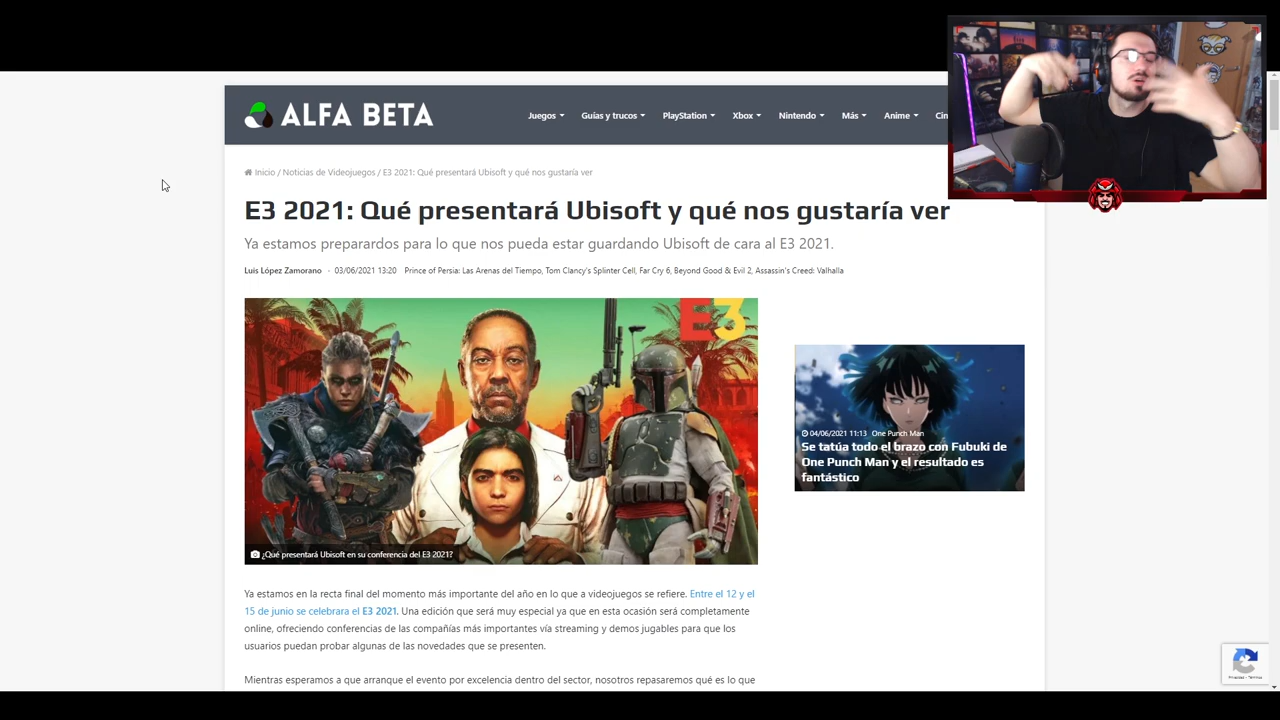 ALFA BETA
Juegos
Guías y trucos
PlayStation
Xbox
Nintendo
Más
Anime
Inicio / Noticias de Videojuegos / E3 2021: Qué presentará Ubisoft y qué nos gustaría ver
E3 2021: Qué presentará Ubisoft y qué nos gustaría ver
Ya estamos preparardos para lo que nos pueda estar guardando Ubisoft de cara al E3 2021.
Luis López Zamorano - 03/06/2021 13:20 Prince of Persia: Las Arenas del Tiempo, Tom Clancy's Splinter Cell, Far Cry 6, Beyond Good & Evil 2, Assassin's Creed: Valhalla
E3
¿Qué presentará Ubisoft en su conferencia del E3 2021?
04/06/2021 11:13 One Punch Man
Se tatúa todo el brazo con Fubuki de
One Punch Man y el resultado es
fantástico
Ya estamos en la recta final del momento más importante del año en lo que a videojuegos se refiere. Entre el 12 y el
15 de junio se celebrara el E3 2021. Una edición que será muy especial ya que en esta ocasión será completamente
online, ofreciendo conferencias de las compañías más importantes vía streaming y demos jugables para que los
usuarios puedan probar algunas de las novedades que se presenten.
Mientras esperamos a que arranque el evento por excelencia dentro del sector, nosotros repasaremos qué es lo que
Privacidad - Términos